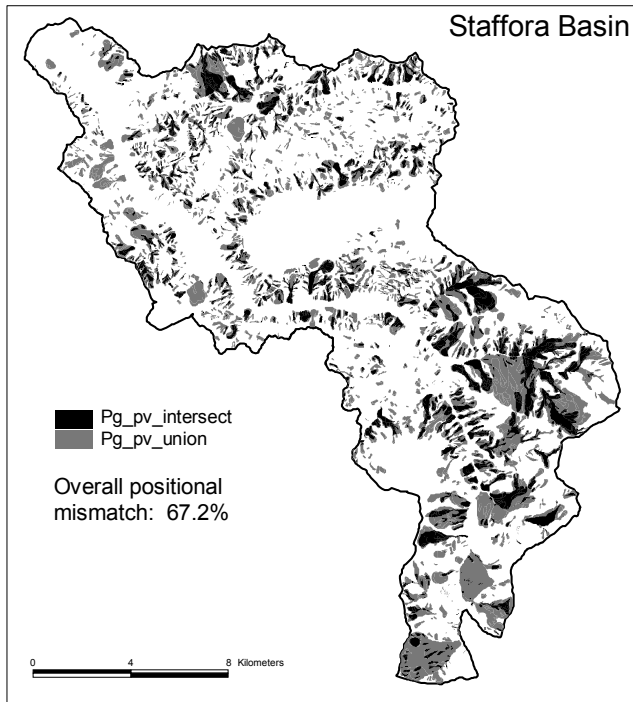 Staffora Basin
Pg_pv_intersect
Pg_pv_union
Overall positional
mismatch: 67.2%
0 4 8 Kilometers